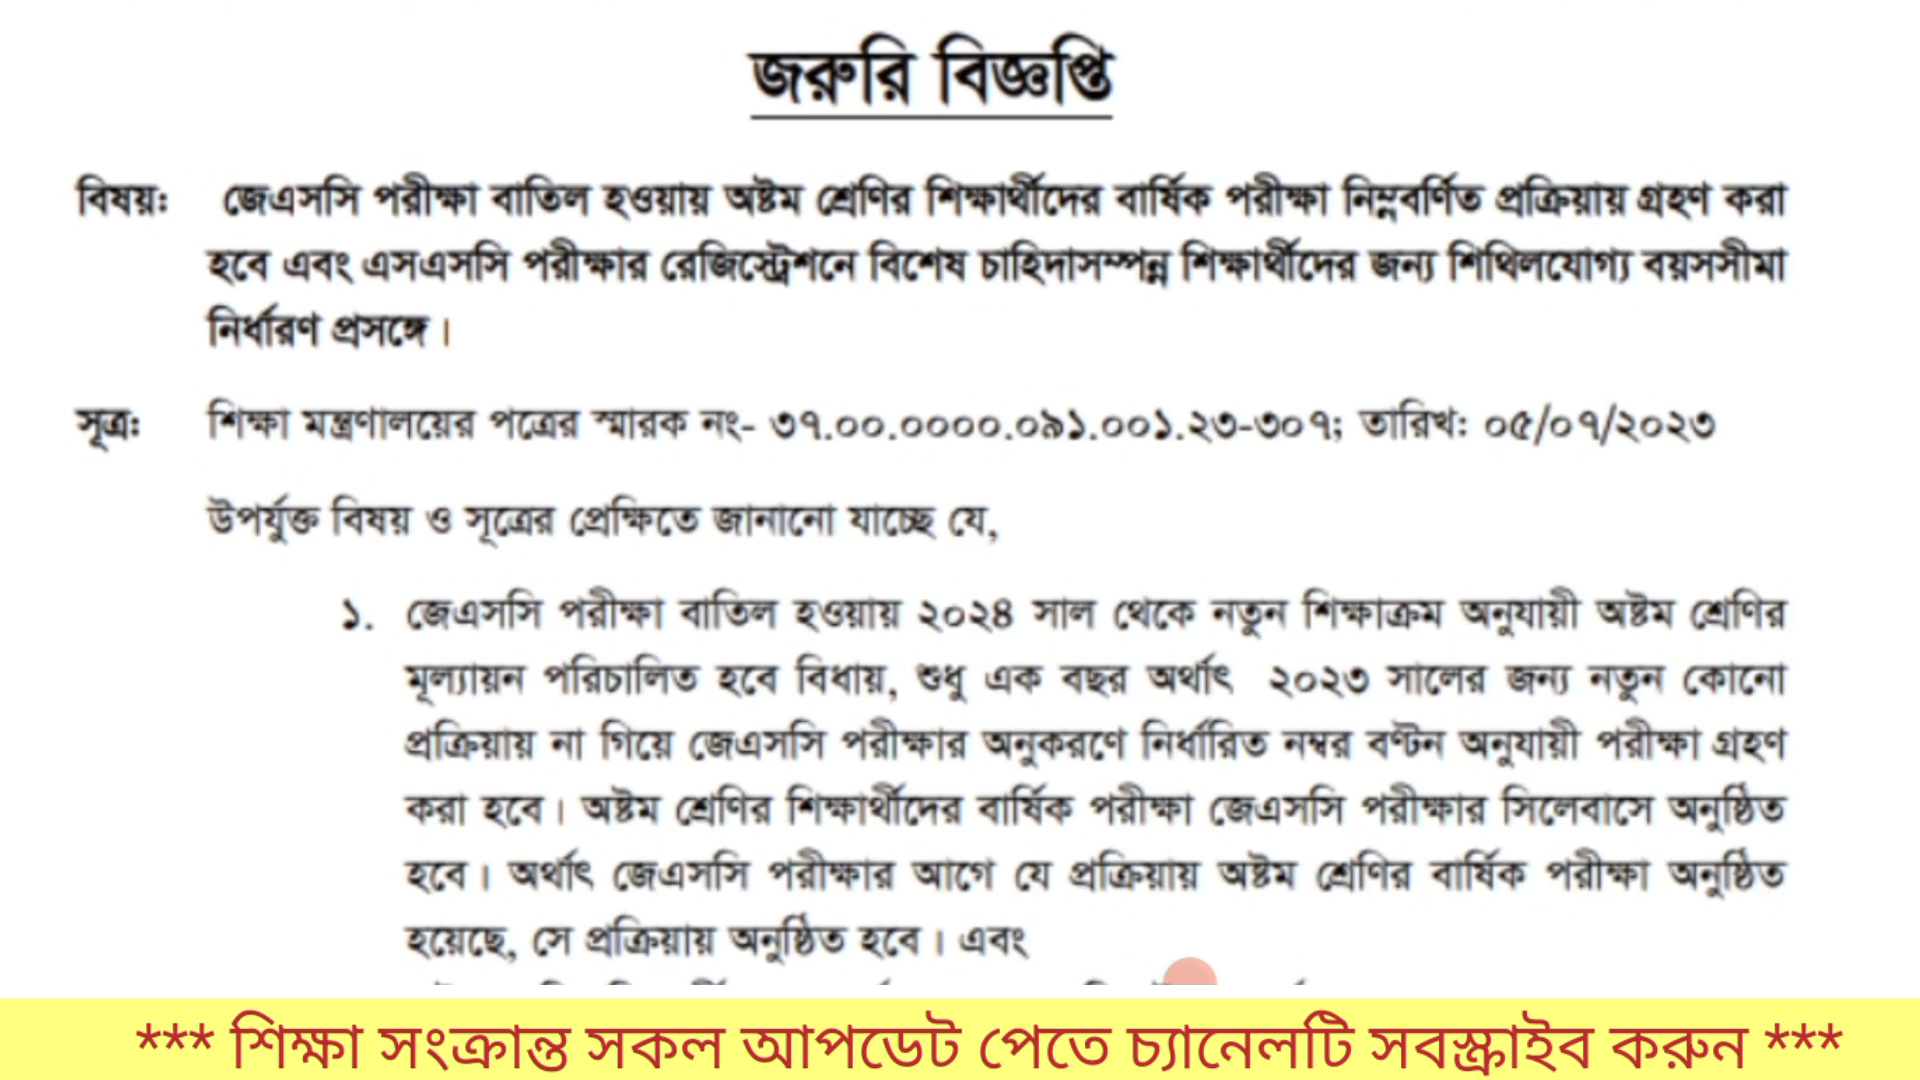 জরুরি বিজ্ঞপ্তি
বিষয়ঃ জেএসসি পরীক্ষা বাতিল হওয়ায় অষ্টম শ্রেণির শিক্ষার্থীদের বার্ষিক পরীক্ষা নিম্নবর্ণিত প্রক্রিয়ায় গ্রহণ করা
হবে এবং এসএসসি পরীক্ষার রেজিস্ট্রেশনে বিশেষ চাহিদাসম্পন্ন শিক্ষার্থীদের জন্য শিথিলযোগ্য বয়সসীমা
নির্ধারণ প্রসঙ্গে।
সূত্রঃ শিক্ষা মন্ত্রণালয়ের পত্রের স্মারক নং- ৩৭.০০.০০০০.০৯১.০০১.২৩-৩০৭; তারিখ: ০৫/০৭/২০২৩
উপর্যুক্ত বিষয় ও সূত্রের প্রেক্ষিতে জানানো যাচ্ছে যে,
১. জেএসসি পরীক্ষা বাতিল হওয়ায় ২০২৪ সাল থেকে নতুন শিক্ষাক্রম অনুযায়ী অষ্টম শ্রেণির
মূল্যায়ন পরিচালিত হবে বিধায়, শুধু এক বছর অর্থাৎ ২০২৩ সালের জন্য নতুন কোনো
প্রক্রিয়ায় না গিয়ে জেএসসি পরীক্ষার অনুকরণে নির্ধারিত নম্বর বণ্টন অনুযায়ী পরীক্ষা গ্রহণ
করা হবে। অষ্টম শ্রেণির শিক্ষার্থীদের বার্ষিক পরীক্ষা জেএসসি পরীক্ষার সিলেবাসে অনুষ্ঠিত
হবে। অর্থাৎ জেএসসি পরীক্ষার আগে যে প্রক্রিয়ায় অষ্টম শ্রেণির বার্ষিক পরীক্ষা অনুষ্ঠিত
হয়েছে, সে প্রক্রিয়ায় অনুষ্ঠিত হবে। এবং
*** শিক্ষা সংক্রান্ত সকল আপডেট পেতে চ্যানেলটি সবস্ক্রাইব করুন ***